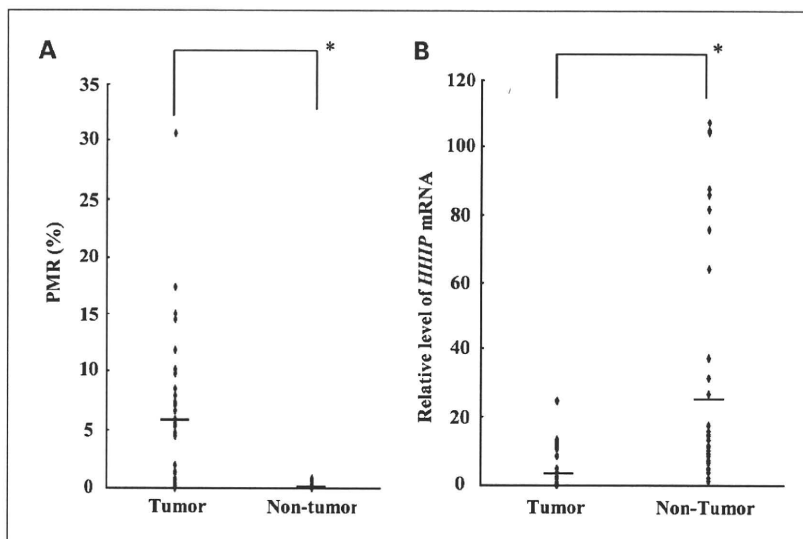 A
*
35
30
25
20
15
10
5
0
PMR (%)
Tumor
Non-tumor
B
*
120
100
80
60
40
20
0
Relative level of HHIP mRNA
Tumor
Non-Tumor